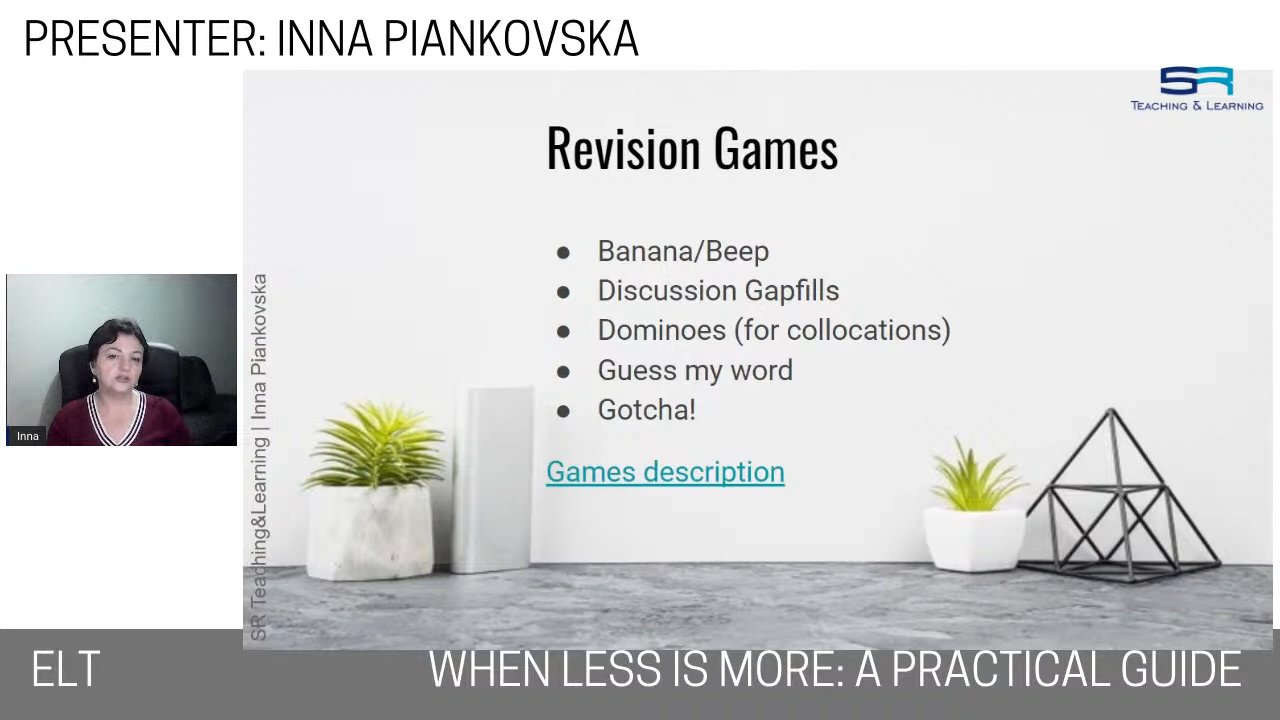 PRESENTER: INNA PIANKOVSKA
SR
TEACHING & LEARNING
Revision Games
● Banana/Beep
● Discussion Gapfills
● Dominoes (for collocations)
● Guess my word
● Gotcha!
Games description
SR Teaching&Learning | Inna Piankovska
Inna
ELT
WHEN LESS IS MORE: A PRACTICAL GUIDE